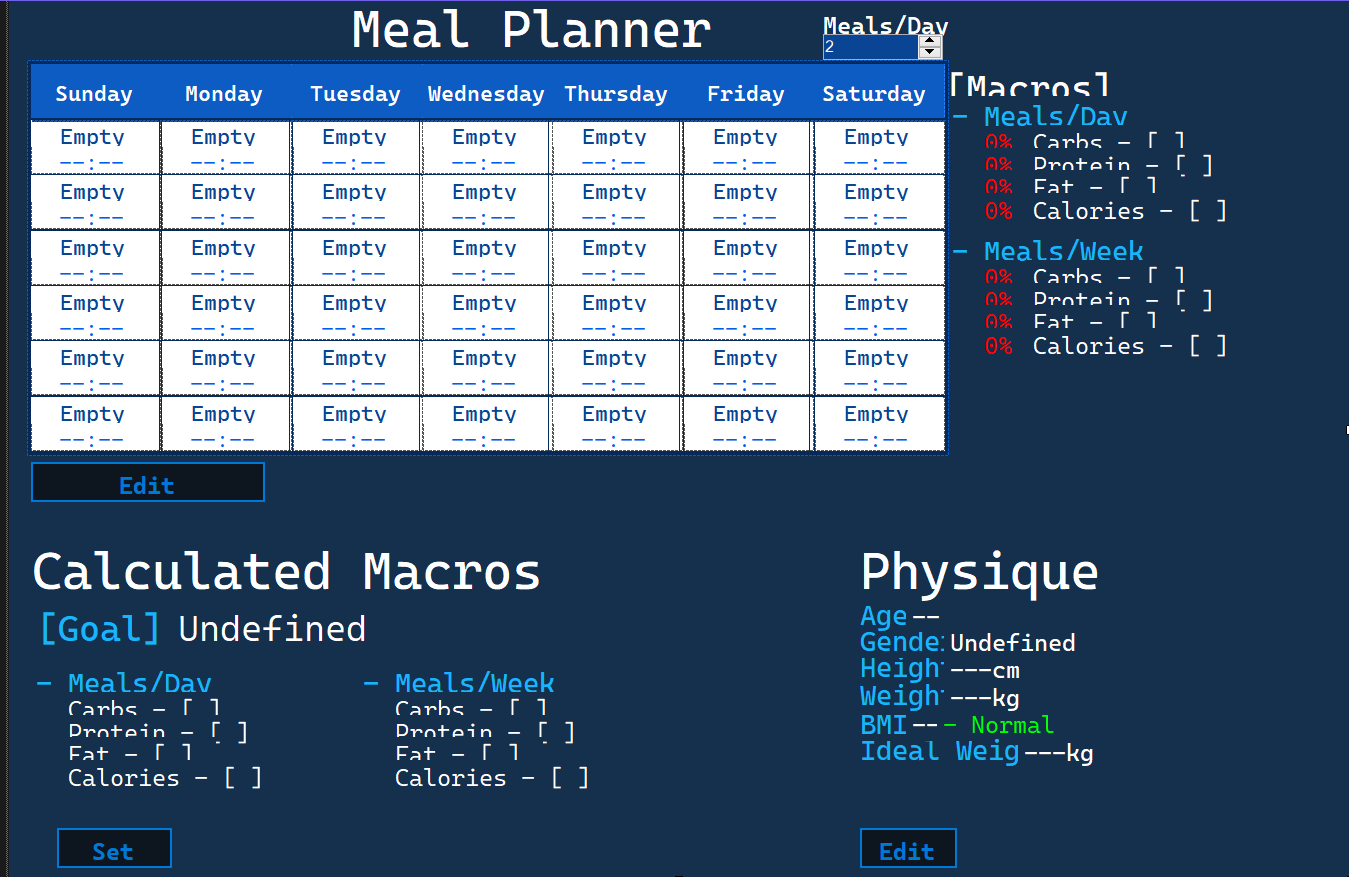 Meal Planner
Meals/Day
2
Sunday Monday Tuesday Wednesday Thursday Friday Saturday
Empty Empty Empty Empty Empty Empty Empty
--:-- --:-- --:-- --:-- --:-- --:-- --:--
Empty Empty Empty Empty Empty Empty Empty
--:-- --:-- --:-- --:-- --:-- --:-- --:--
Empty Empty Empty Empty Empty Empty Empty
--:-- --:-- --:-- --:-- --:-- --:-- --:--
Empty Empty Empty Empty Empty Empty Empty
--:-- --:-- --:-- --:-- --:-- --:-- --:--
Empty Empty Empty Empty Empty Empty Empty
--:-- --:-- --:-- --:-- --:-- --:-- --:--
Empty Empty Empty Empty Empty Empty Empty
--:-- --:-- --:-- --:-- --:-- --:-- --:--
Edit
[Macros]
- Meals/Day
0% Carbs - [ ]
0% Protein - [ ]
0% Fat - [ ]
0% Calories - [ ]
- Meals/Week
0% Carbs - [ ]
0% Protein - [ ]
0% Fat - [ ]
0% Calories - [ ]
Calculated Macros
[Goal] Undefined
- Meals/Day
Carbs - [ ]
Protein - [ ]
Fat - [ ]
Calories - [ ]
- Meals/Week
Carbs - [ ]
Protein - [ ]
Fat - [ ]
Calories - [ ]
Set
Physique
Age --
Gender Undefined
Height ---cm
Weight ---kg
BMI -- - Normal
Ideal Weig ---kg
Edit